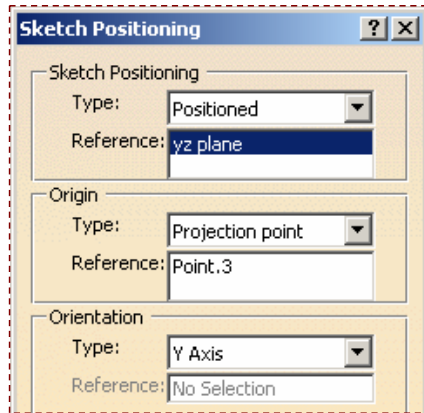 Sketch Positioning ? X
Sketch Positioning
Type: Positioned
Reference: yz plane
Origin
Type: Projection point
Reference: Point.3
Orientation
Type: Y Axis
Reference: No Selection